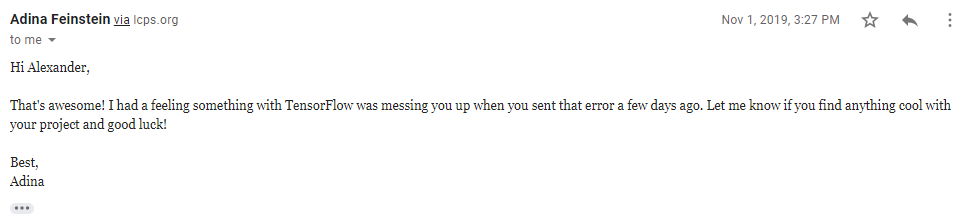 Adina Feinstein via lcps.org
Nov 1, 2019, 3:27 PM
to me
Hi Alexander,
That's awesome! I had a feeling something with TensorFlow was messing you up when you sent that error a few days ago. Let me know if you find anything cool with
your project and good luck!
Best,
Adina